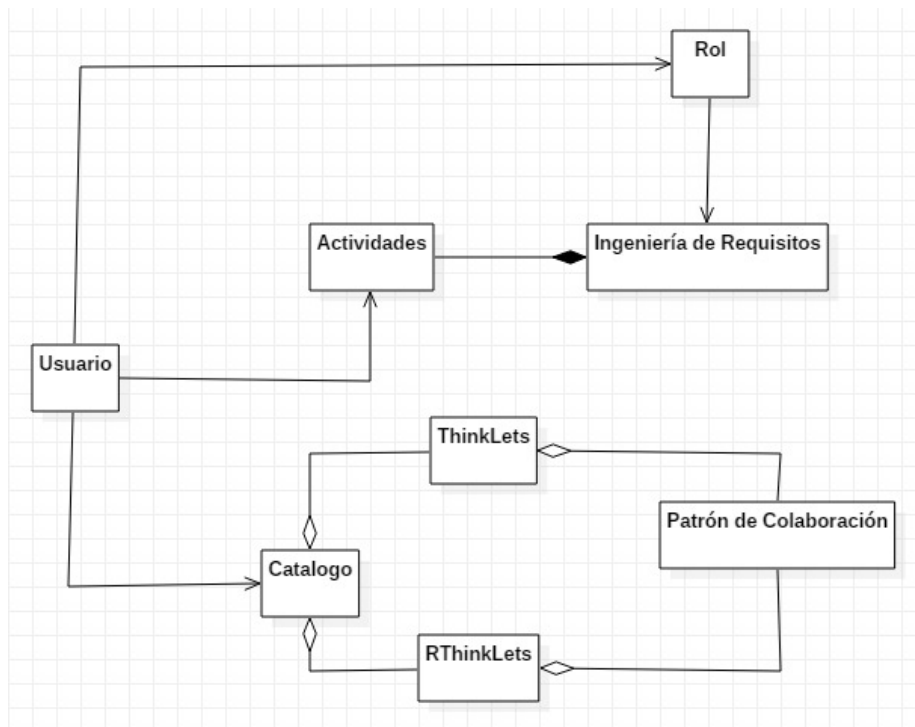 Rol
Actividades
Ingeniería de Requisitos
Usuario
ThinkLets
Patrón de Colaboración
Catalogo
RThinkLets